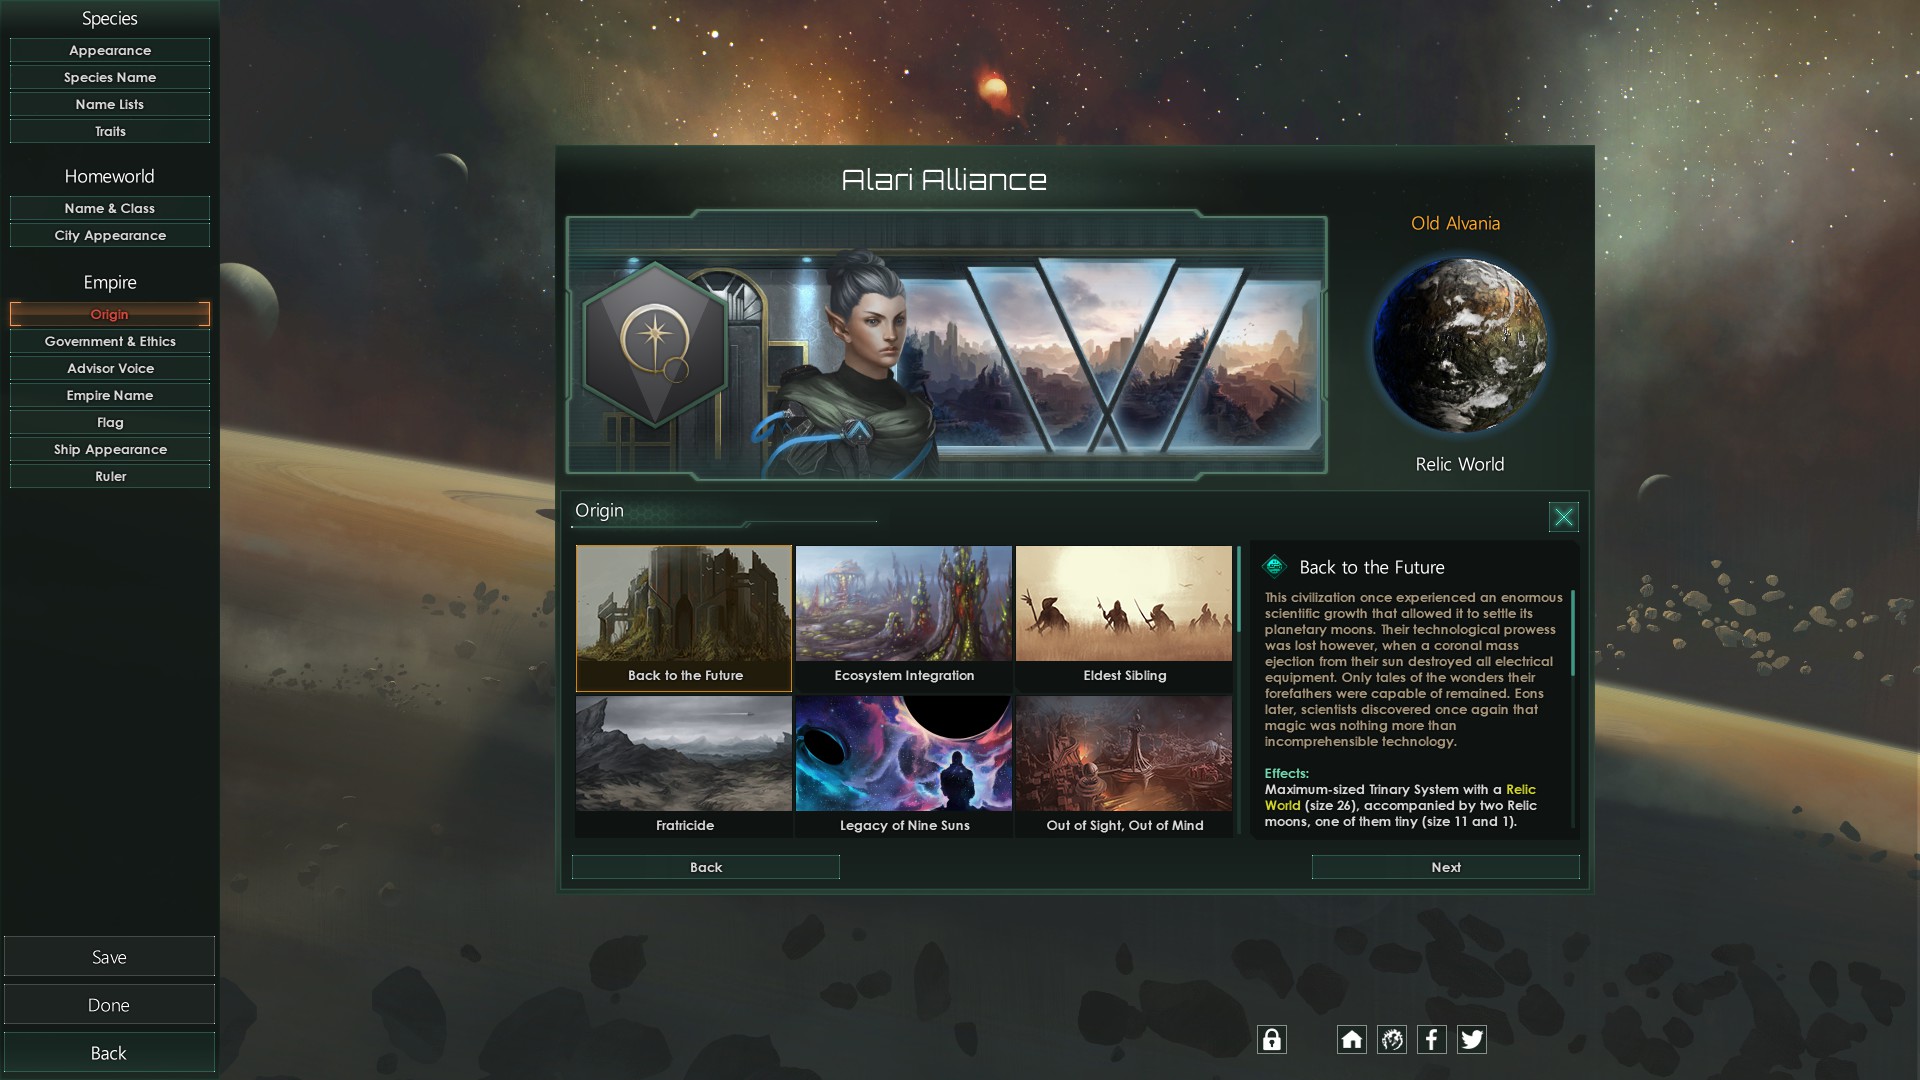 Species
Appearance
Species Name
Name Lists
Traits
Homeworld
Name & Class
City Appearance
Empire
Origin
Government & Ethics
Advisor Voice
Empire Name
Flag
Ship Appearance
Ruler
Save
Done
Back
Alari Alliance
Old Alvania
Relic World
Origin
Back to the Future
Ecosystem Integration
Eldest Sibling
Fratricide
Legacy of Nine Suns
Out of Sight, Out of Mind
Back to the Future
This civilization once experienced an enormous
scientific growth that allowed it to settle its
planetary moons. Their technological prowess
was lost however, when a coronal mass
ejection from their sun destroyed all electrical
equipment. Only tales of the wonders their
forefathers were capable of remained. Eons
later, scientists discovered once again that
magic was nothing more than
incomprehensible technology.
Effects:
Maximum-sized Trinary System with a Relic
World (size 26), accompanied by two Relic
moons, one of them tiny (size 11 and 1).
Back
Next